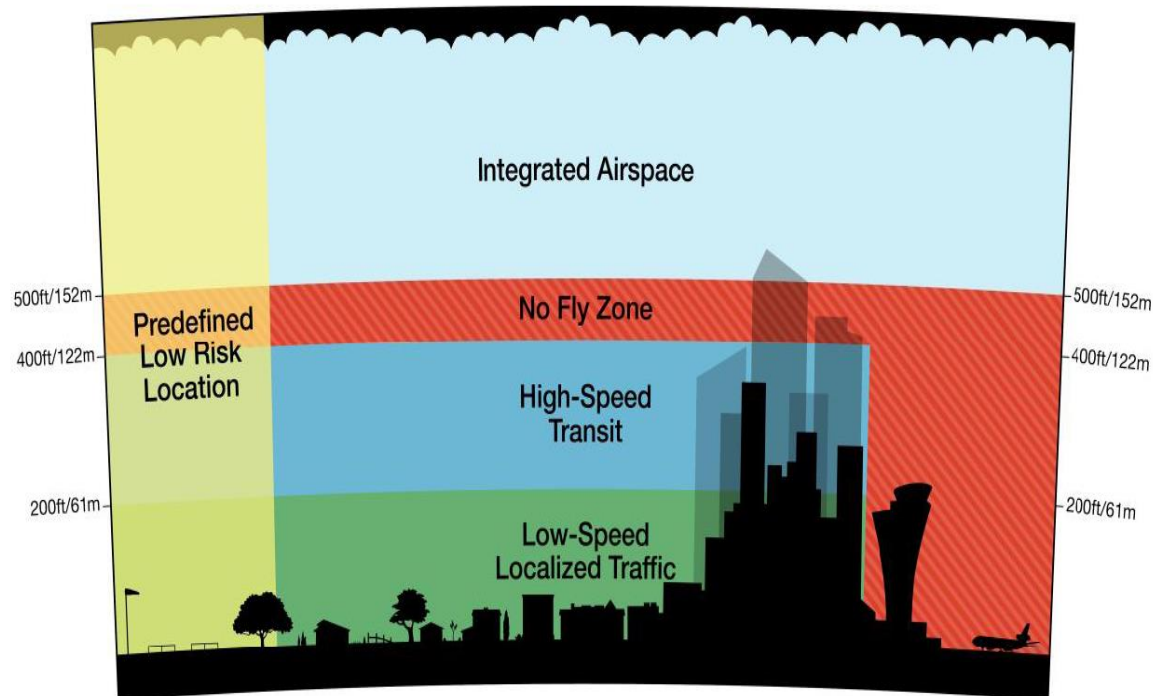 Integrated Airspace
500ft/152m
No Fly Zone
500ft/152m
Predefined
Low Risk
Location
400ft/122m
400ft/122m
High-Speed
Transit
200ft/61m
200ft/61m
Low-Speed
Localized Traffic